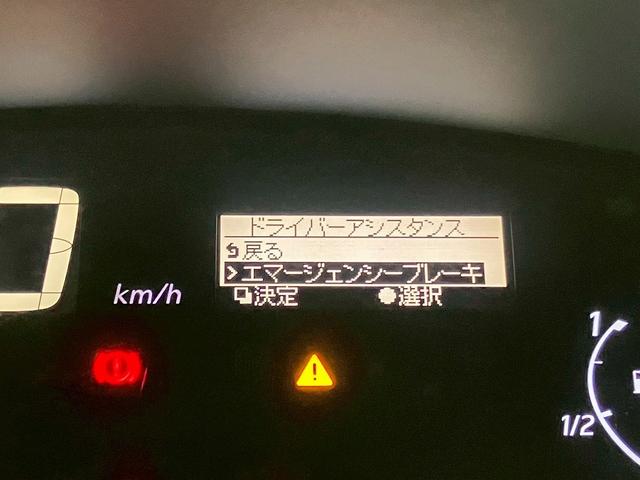 ドライバーアシスタンス
戻る
エマージェンシーブレーキ
決定 選択
km/h
!
1
1/2